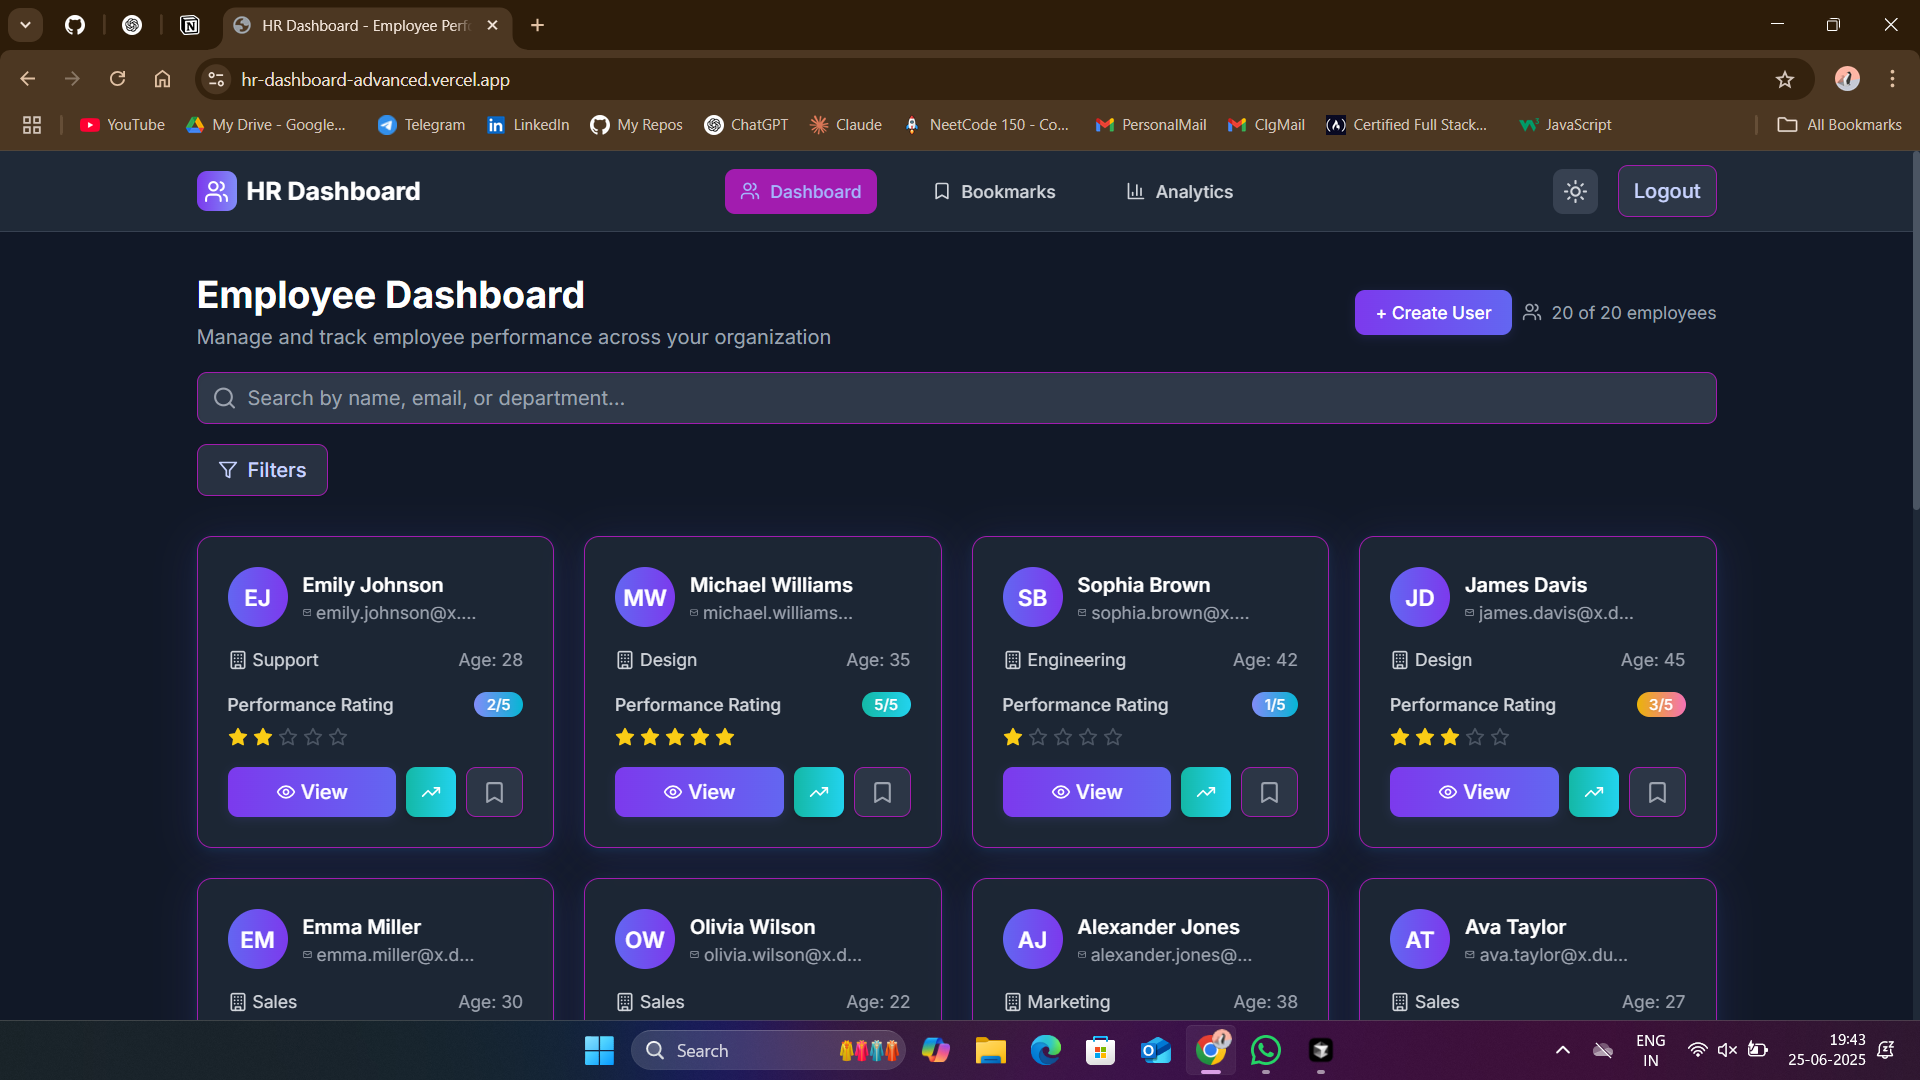 HR Dashboard - Employee Perf
hr-dashboard-advanced.vercel.app
YouTube
My Drive - Google...
Telegram
LinkedIn
My Repos
ChatGPT
Claude
NeetCode 150 - Co...
PersonalMail
ClgMail
Certified Full Stack...
JavaScript
All Bookmarks
HR Dashboard
Dashboard
Bookmarks
Analytics
Logout
Employee Dashboard
Manage and track employee performance across your organization
+ Create User
20 of 20 employees
Search by name, email, or department...
Filters
EJ
Emily Johnson
emily.johnson@x....
Support
Age: 28
Performance Rating
2/5
View
MW
Michael Williams
michael.williams...
Design
Age: 35
Performance Rating
5/5
View
SB
Sophia Brown
sophia.brown@x....
Engineering
Age: 42
Performance Rating
1/5
View
JD
James Davis
james.davis@x.d...
Design
Age: 45
Performance Rating
3/5
View
EM
Emma Miller
emma.miller@x.d...
Sales
Age: 30
OW
Olivia Wilson
olivia.wilson@x.d...
Sales
Age: 22
AJ
Alexander Jones
alexander.jones@...
Marketing
Age: 38
AT
Ava Taylor
ava.taylor@x.du...
Sales
Age: 27
Search
ENG
IN
19:43
25-06-2025